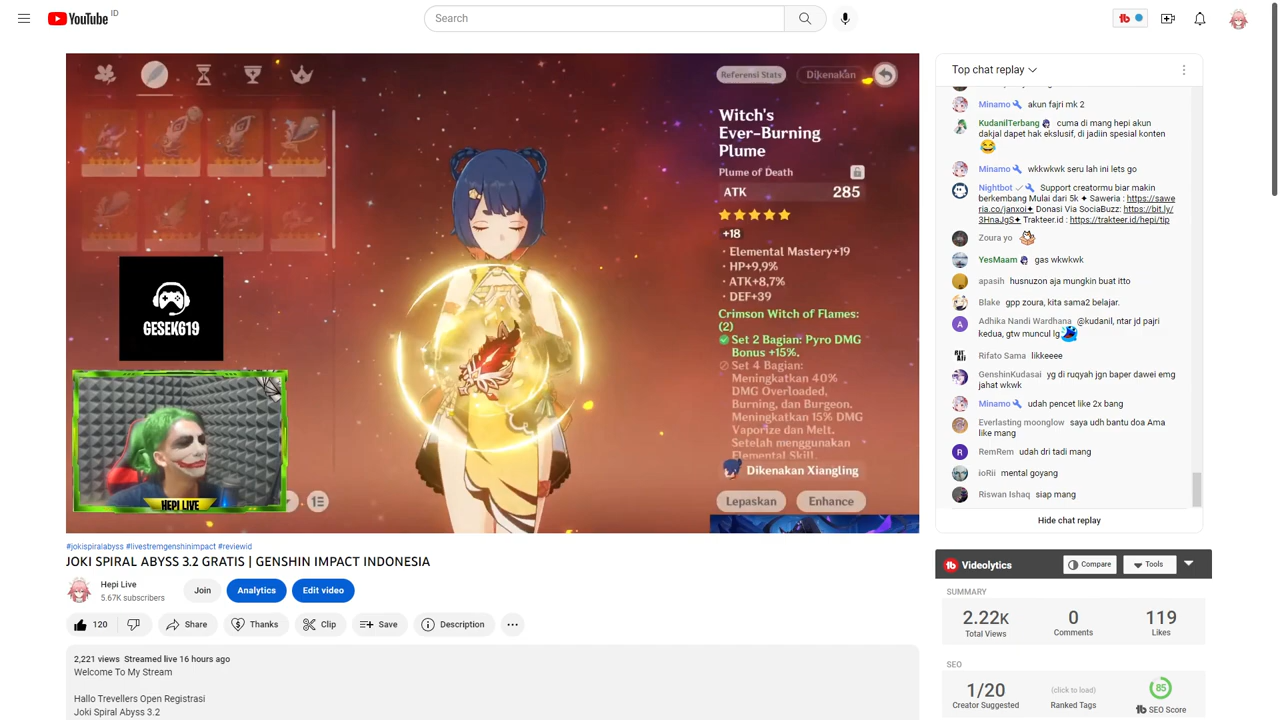 YouTube ID
Search
Referensi Stats
Dikenakan
Witch's
Ever-Burning
Plume
Plume of Death
ATK 285
+18
· Elemental Mastery+19
· HP+9,9%
· ATK+8,7%
· DEF+39
Crimson Witch of Flames:
(2)
Set 2 Bagian: Pyro DMG
Bonus +15%.
Set 4 Bagian:
Meningkatkan 40%
DMG Overloaded,
Burning, dan Burgeon.
Meningkatkan 15% DMG
Vaporize dan Melt.
Setelah menggunakan
Elemental Skill,
Dikenakan Xiangling
Lepaskan
Enhance
GESEKG19
HEPI LIVE
#jokispiralabyss #livestremgenshinimpact #reviewid
JOKI SPIRAL ABYSS 3.2 GRATIS | GENSHIN IMPACT INDONESIA
Hepi Live
5.67K subscribers
Join
Analytics
Edit video
120
Share
Thanks
Clip
Save
Description
2,221 views Streamed live 16 hours ago
Welcome To My Stream
Hallo Trevellers Open Registrasi
Joki Spiral Abyss 3.2
Top chat replay
Minamo akun fajri mk 2
KudanilTerbang cuma di mang hepi akun
dakjal dapet hak ekslusif, di jadiin spesial konten
Minamo wkkwkwk seru lah ini lets go
Nightbot Support creatormu biar makin
berkembang Mulai dari 5k ✦ Saweria : https://sawe
ria.co/janxoi✦ Donasi Via SociaBuzz: https://bit.ly/
3HnaJgS✦ Trakteer.id : https://trakteer.id/hepi/tip
Zoura yo
YesMaam gas wkwkwk
apasih husnuzon aja mungkin buat itto
Blake gpp zoura, kita sama2 belajar.
Adhika Nandi Wardhana @kudanil, ntar jd pajri
kedua, gtw muncul lg
Rifato Sama likkeeee
GenshinKudasai yg di ruqyah jgn baper dawei emg
jahat wkwk
Minamo udah pencet like 2x bang
Everlasting moonglow saya udh bantu doa Ama
like mang
RemRem udah dri tadi mang
ioRii mental goyang
Riswan Ishaq siap mang
Hide chat replay
tb Videolytics
Compare
Tools
SUMMARY
2.22K
Total Views
0
Comments
119
Likes
SEO
1/20
Creator Suggested
(click to load)
Ranked Tags
85
tb SEO Score